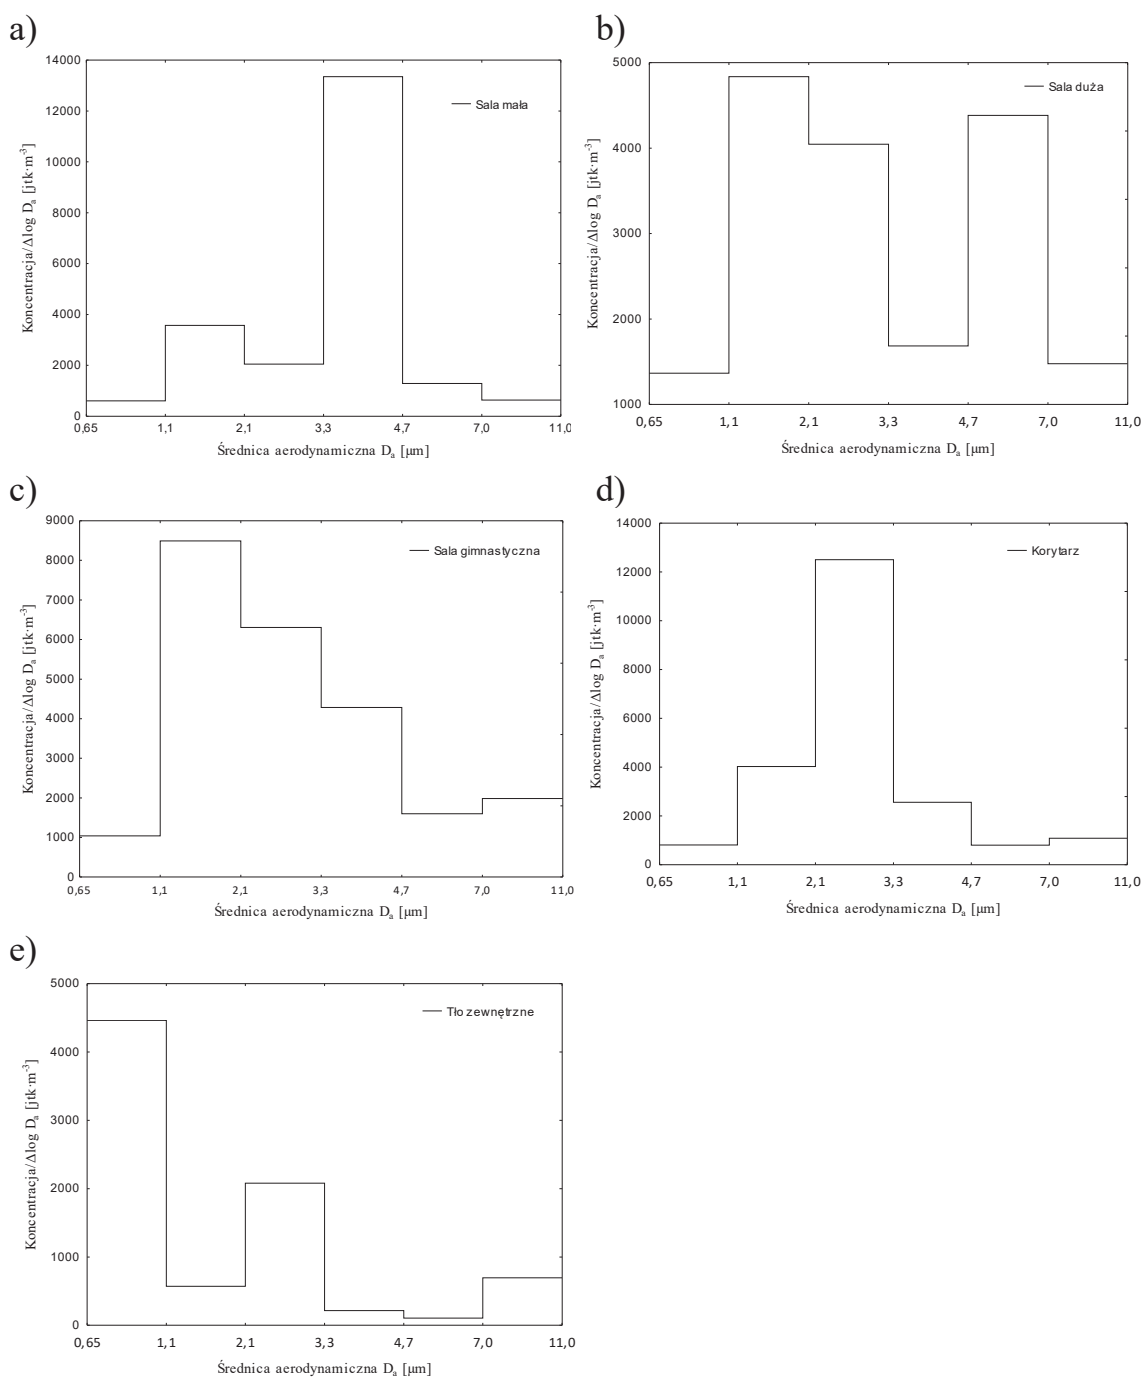 a)
14000
12000
10000
8000
6000
4000
2000
0
Koncentracja/Δlog Dₐ [jtk·m⁻³]
Sala mała
0,65 1,1 2,1 3,3 4,7 7,0 11,0
Średnica aerodynamiczna Dₐ [μm]
b)
5000
4000
3000
2000
1000
Koncentracja/Δlog Dₐ [jtk·m⁻³]
Sala duża
0,65 1,1 2,1 3,3 4,7 7,0 11,0
Średnica aerodynamiczna Dₐ [μm]
c)
9000
8000
7000
6000
5000
4000
3000
2000
1000
0
Koncentracja/Δlog Dₐ [jtk·m⁻³]
Sala gimnastyczna
0,65 1,1 2,1 3,3 4,7 7,0 11,0
Średnica aerodynamiczna Dₐ [μm]
d)
14000
12000
10000
8000
6000
4000
2000
0
Koncentracja/Δlog Dₐ [jtk·m⁻³]
Korytarz
0,65 1,1 2,1 3,3 4,7 7,0 11,0
Średnica aerodynamiczna Dₐ [μm]
e)
5000
4000
3000
2000
1000
0
Koncentracja/Δlog Dₐ [jtk·m⁻³]
Tło zewnętrzne
0,65 1,1 2,1 3,3 4,7 7,0 11,0
Średnica aerodynamiczna Dₐ [μm]